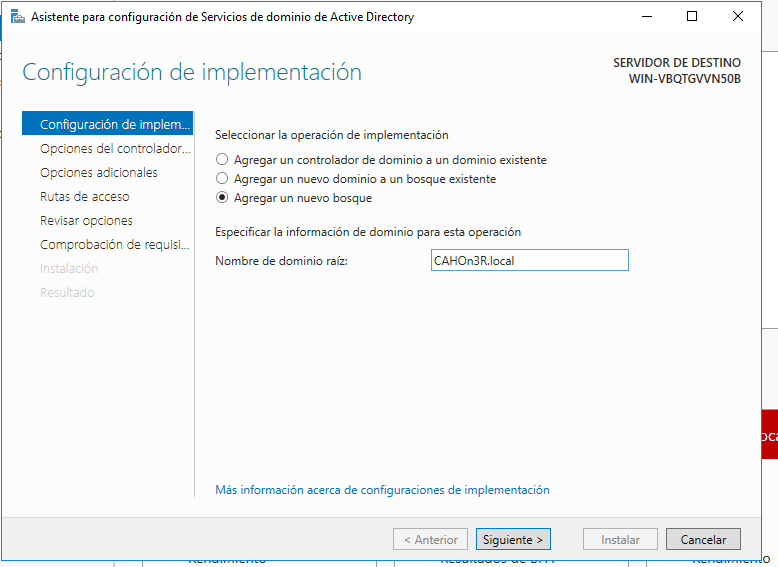 Asistente para configuración de Servicios de dominio de Active Directory
Configuración de implementación
SERVIDOR DE DESTINO
WIN-VBQTGVVN50B
Configuración de implem...
Opciones del controlador...
Opciones adicionales
Rutas de acceso
Revisar opciones
Comprobación de requisi...
Instalación
Resultado
Seleccionar la operación de implementación
Agregar un controlador de dominio a un dominio existente
Agregar un nuevo dominio a un bosque existente
Agregar un nuevo bosque
Especificar la información de dominio para esta operación
Nombre de dominio raíz:
CAHOn3R.local
Más información acerca de configuraciones de implementación
< Anterior
Siguiente >
Instalar
Cancelar